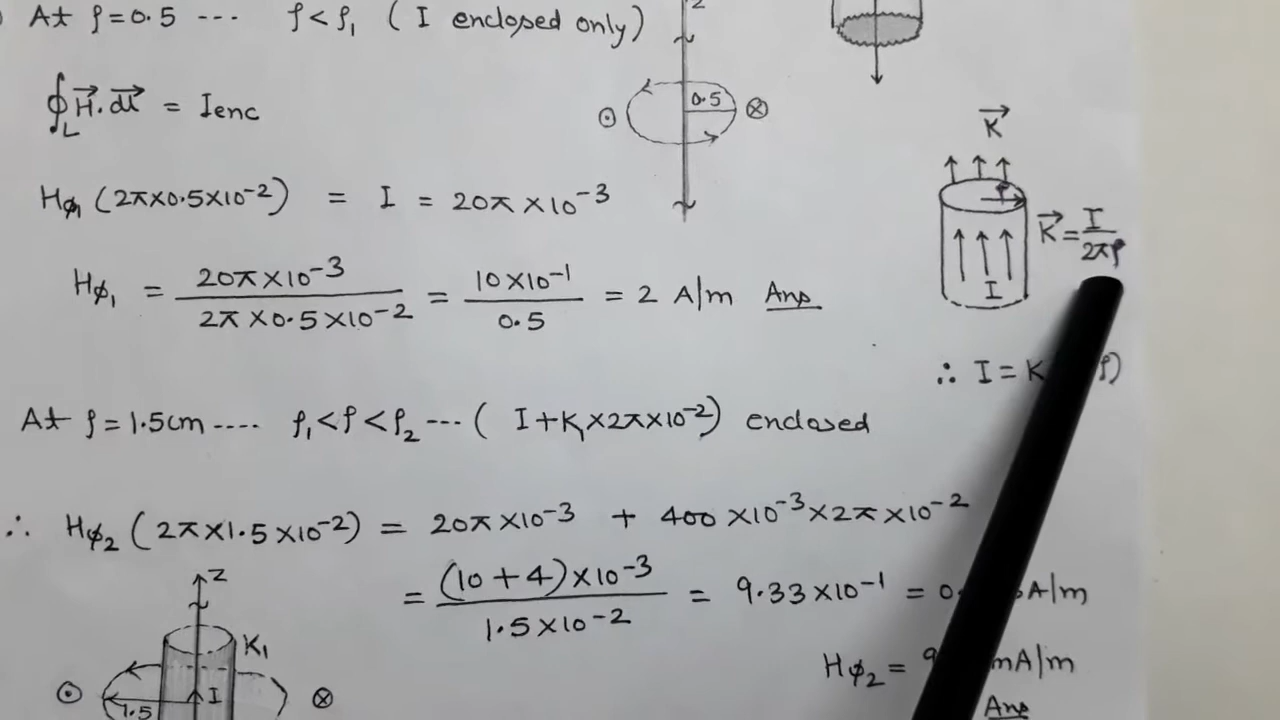 At ρ=0.5 --- ρ<ρ₁ ( I enclosed only)
z
0.5
∮_L H⃗.dl⃗ = Ienc
K⃗
Hϕ₁ (2π×0.5×10⁻²) = I = 20π×10⁻³
ρ
K⃗ = I/2πρ
I
Hϕ₁ = 20π×10⁻³ / 2π×0.5×10⁻² = 10×10⁻¹ / 0.5 = 2 A/m Ans
∴ I = K ρ)
At ρ=1.5cm---- ρ₁<ρ<ρ₂--- ( I+K₁×2π×10⁻²) enclosed
∴ Hϕ₂ (2π×1.5×10⁻²) = 20π×10⁻³ + 400×10⁻³×2π×10⁻²
= (10+4)×10⁻³ / 1.5×10⁻² = 9.33×10⁻¹ = 0. A/m
z
K₁
I
1.5
Hϕ₂ = 9 mA/m
Ans